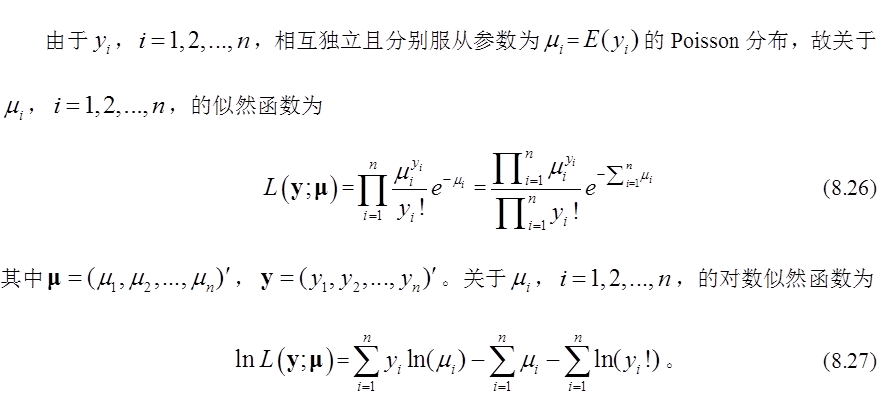 由于 $y_i$，$i=1,2,...,n$，相互独立且分别服从参数为 $\mu_i=E(y_i)$ 的 Poisson 分布，故关于
$\mu_i$，$i=1,2,...,n$，的似然函数为
$L(\mathbf{y};\boldsymbol{\mu})=\prod_{i=1}^{n}\frac{\mu_i^{y_i}}{y_i!}e^{-\mu_i}=\frac{\prod_{i=1}^{n}\mu_i^{y_i}}{\prod_{i=1}^{n}y_i!}e^{-\sum_{i=1}^{n}\mu_i}$ (8.26)
其中 $\boldsymbol{\mu}=(\mu_1,\mu_2,...,\mu_n)'$，$\mathbf{y}=(y_1,y_2,...,y_n)'$。关于 $\mu_i$，$i=1,2,...,n$，的对数似然函数为
$\ln L(\mathbf{y};\boldsymbol{\mu})=\sum_{i=1}^{n}y_i\ln(\mu_i)-\sum_{i=1}^{n}\mu_i-\sum_{i=1}^{n}\ln(y_i!)$。 (8.27)